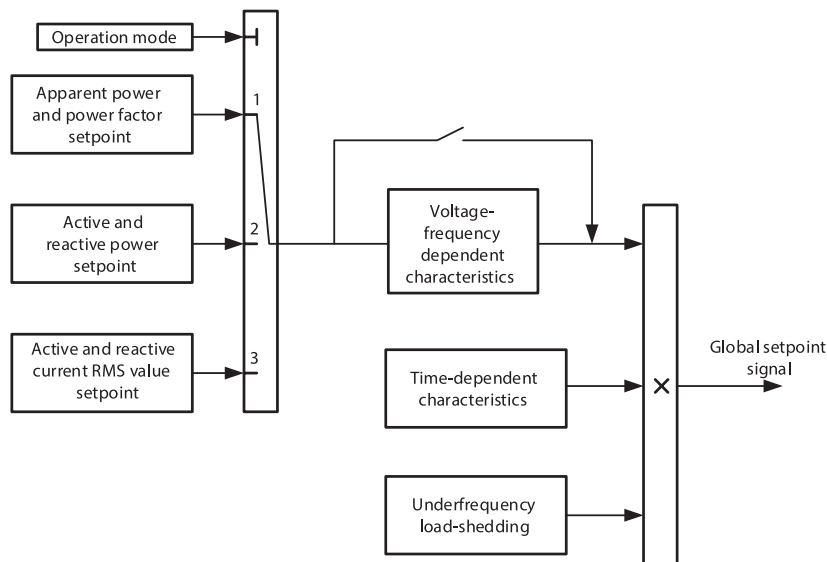 Operation mode
Apparent power
and power factor
setpoint
1
Active and
reactive power
setpoint
2
Active and reactive
current RMS value
setpoint
3
Voltage-
frequency
dependent
characteristics
Time-dependent
characteristics
Underfrequency
load-shedding
Global setpoint
signal